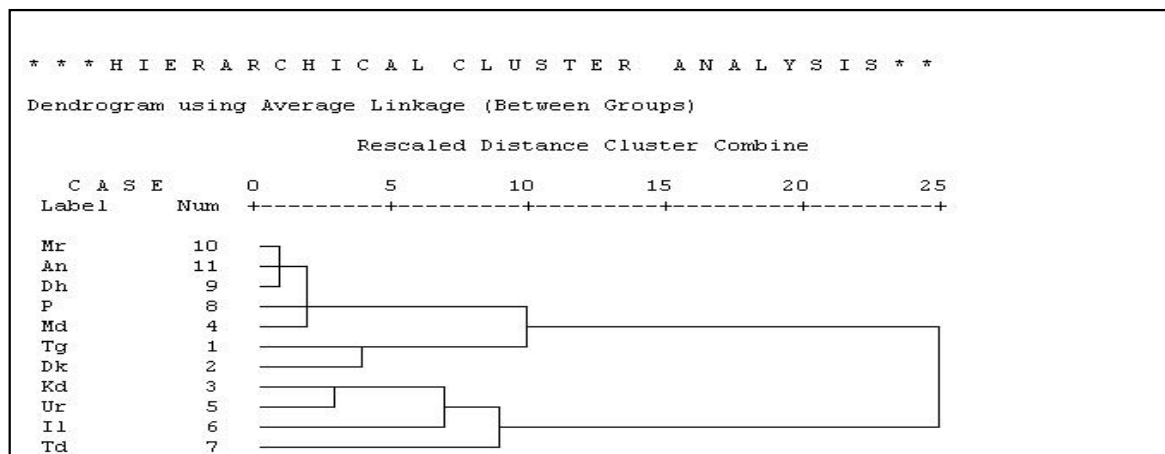 * * * H I E R A R C H I C A L C L U S T E R A N A L Y S I S * *
Dendrogram using Average Linkage (Between Groups)
Rescaled Distance Cluster Combine
C A S E 0 5 10 15 20 25
Label Num +---------+---------+---------+---------+---------+
Mr 10
An 11
Dh 9
P 8
Md 4
Tg 1
Dk 2
Kd 3
Ur 5
Il 6
Td 7